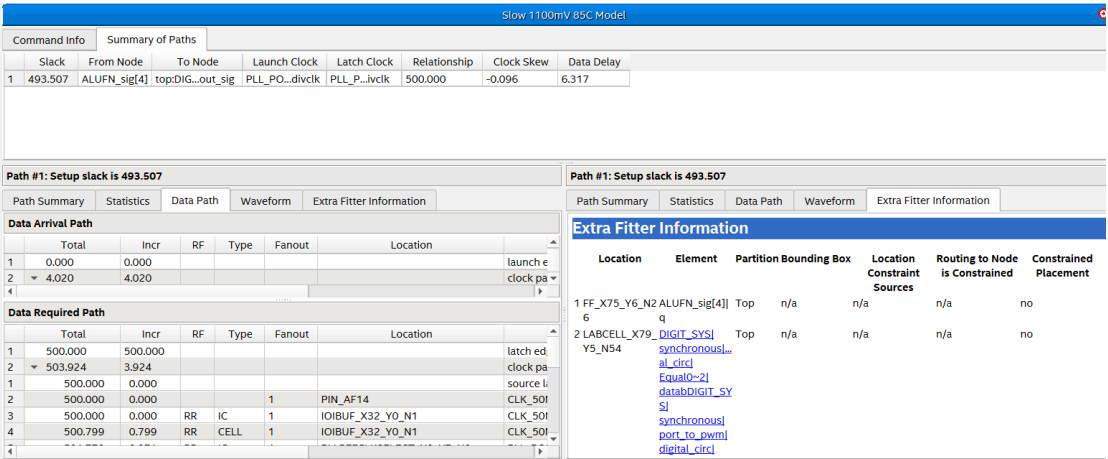 Slow 1100mV 85C Model
Command Info Summary of Paths
Slack From Node To Node Launch Clock Latch Clock Relationship Clock Skew Data Delay
1 493.507 ALUFN_sig[4] top:DIG...out_sig PLL_PO...divclk PLL_P...ivclk 500.000 -0.096 6.317
Path #1: Setup slack is 493.507
Path Summary Statistics Data Path Waveform Extra Fitter Information
Data Arrival Path
Total Incr RF Type Fanout Location
1 0.000 0.000 launch e
2 4.020 4.020 clock pa
Data Required Path
Total Incr RF Type Fanout Location
1 500.000 500.000 latch ed
2 503.924 3.924 clock pa
1 500.000 0.000 source la
2 500.000 0.000 1 PIN_AF14 CLK_50
3 500.000 0.000 RR IC 1 IOIBUF_X32_Y0_N1 CLK_50
4 500.799 0.799 RR CELL 1 IOIBUF_X32_Y0_N1 CLK_50
Path #1: Setup slack is 493.507
Path Summary Statistics Data Path Waveform Extra Fitter Information
Extra Fitter Information
Location Element Partition Bounding Box Location Routing to Node Constrained
Constraint is Constrained Placement
Sources
1 FF_X75_Y6_N2 ALUFN_sig[4]| Top n/a n/a n/a no
6 q
2 LABCELL_X79_ DIGIT_SYS| Top n/a n/a n/a no
Y5_N54 synchronous|...
al_circ|
Equal0~2|
databDIGIT_SY
S|
synchronous|
port_to_pwm|
digital_circ|